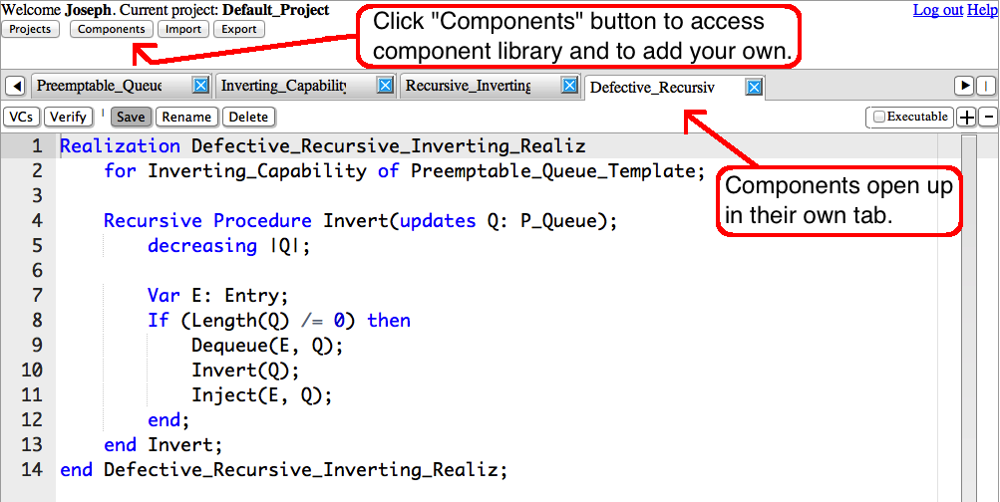 Welcome Joseph. Current project: Default_Project
Log out Help
Projects Components Import Export
Click "Components" button to access
component library and to add your own.
Preemptable_Queue Inverting_Capability Recursive_Inverting Defective_Recursiv
VCs Verify Save Rename Delete
Executable + −
1 Realization Defective_Recursive_Inverting_Realiz
2     for Inverting_Capability of Preemptable_Queue_Template;
3
4     Recursive Procedure Invert(updates Q: P_Queue);
5         decreasing |Q|;
6
7         Var E: Entry;
8         If (Length(Q) /= 0) then
9             Dequeue(E, Q);
10             Invert(Q);
11             Inject(E, Q);
12         end;
13     end Invert;
14 end Defective_Recursive_Inverting_Realiz;
Components open up
in their own tab.